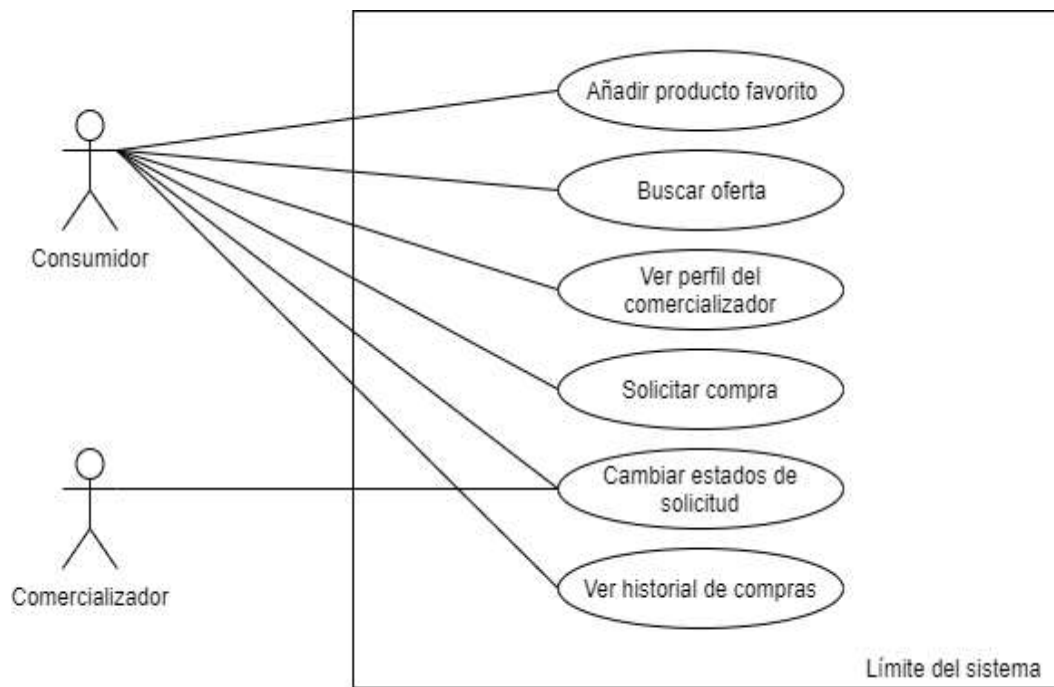 Añadir producto favorito
Buscar oferta
Consumidor
Ver perfil del
comercializador
Solicitar compra
Cambiar estados de
solicitud
Comercializador
Ver historial de compras
Límite del sistema